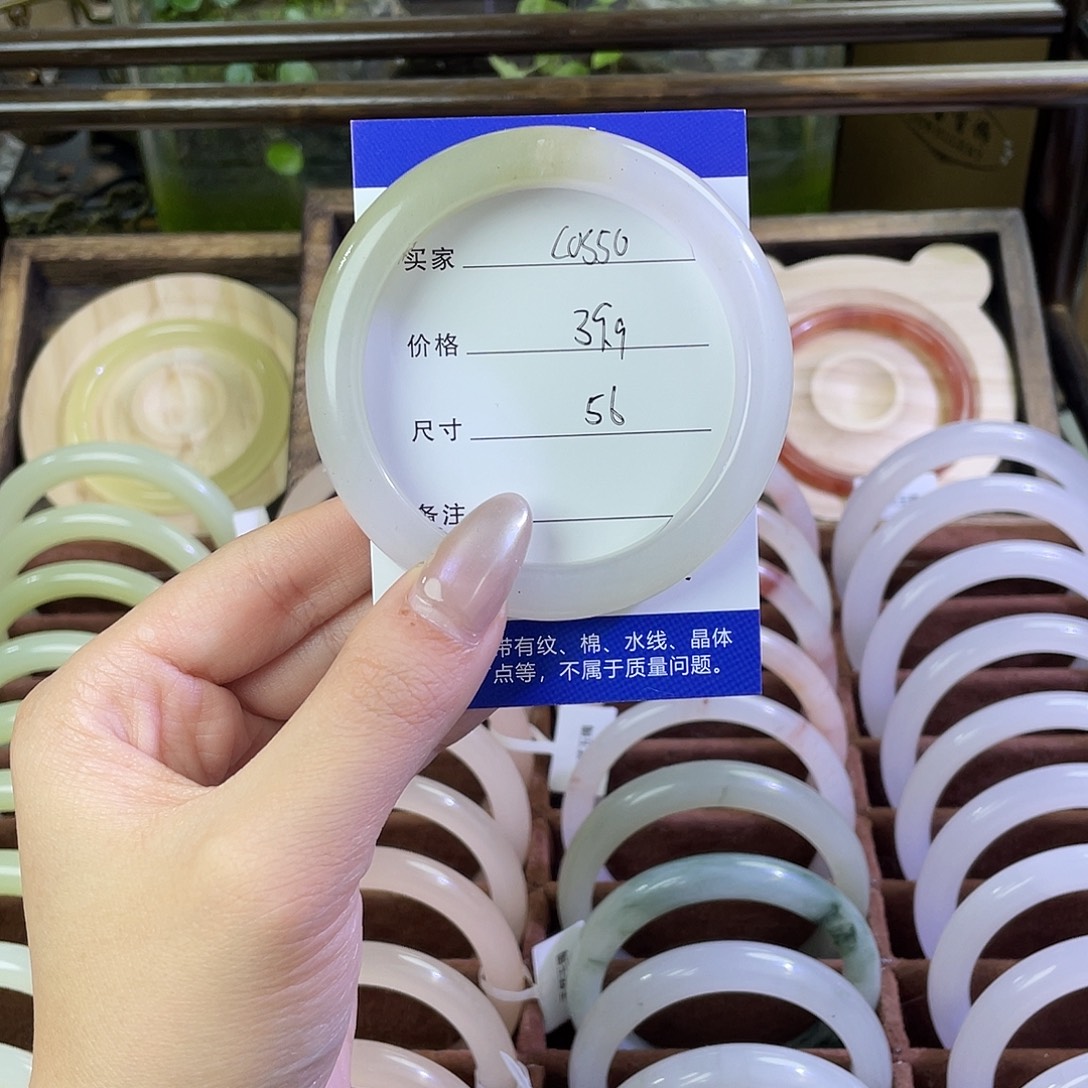 买家 LOS50
价格 39.9
尺寸 56
备注
带有纹、棉、水线、晶体
点等，不属于质量问题。